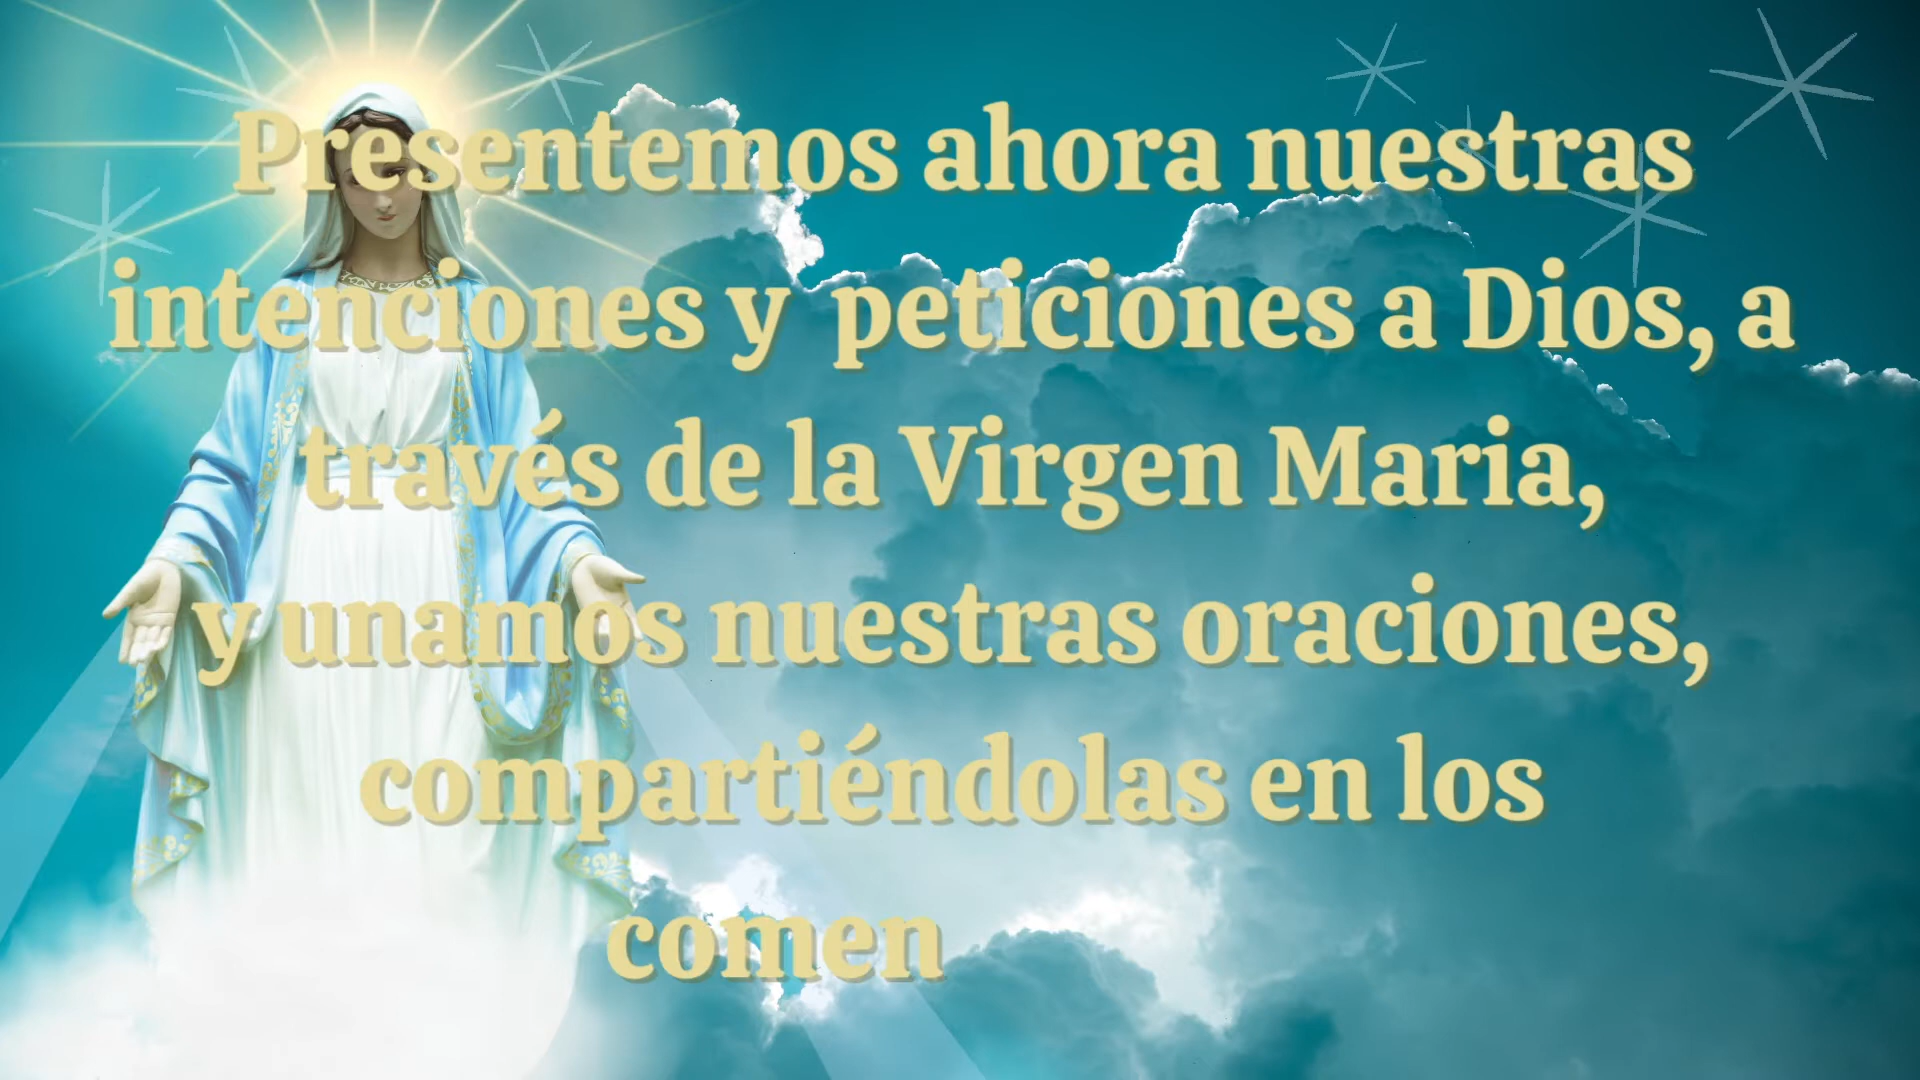 Presentemos ahora nuestras
intenciones y peticiones a Dios, a
través de la Virgen Maria,
y unamos nuestras oraciones,
compartiéndolas en los
comen